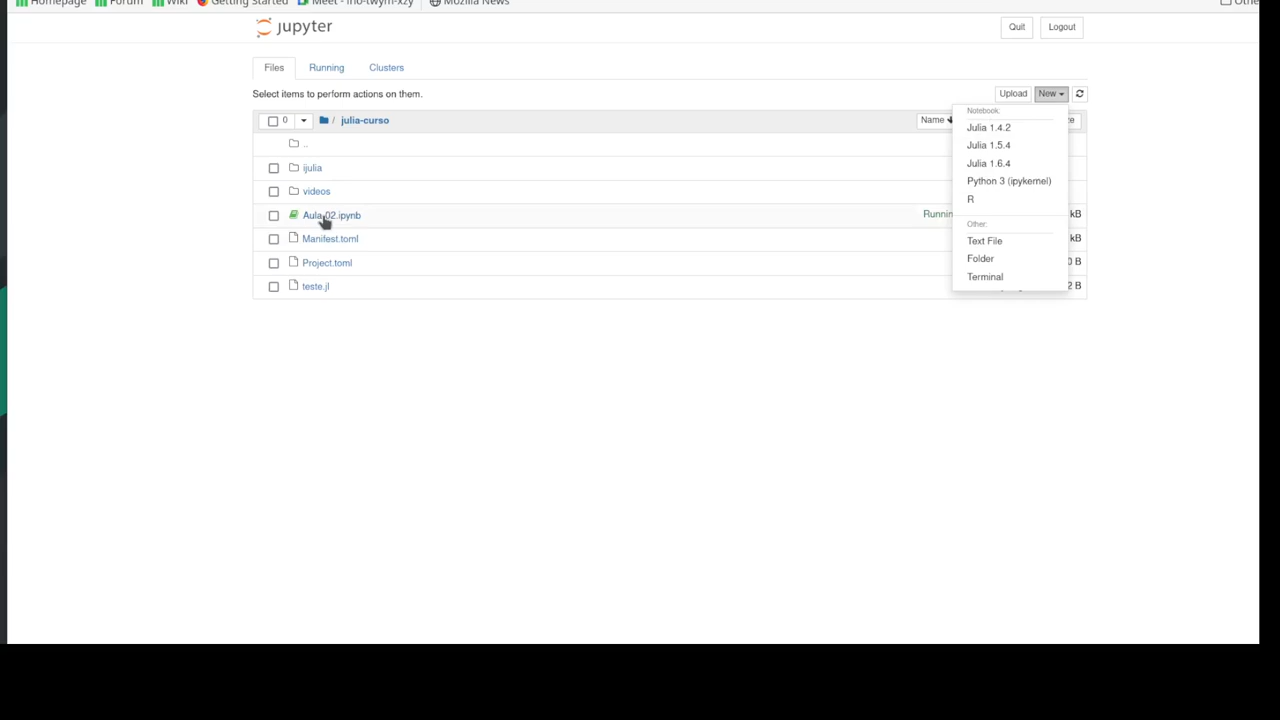 Homepage Forum Wiki Getting Started Meet - Mozilla News
jupyter Quit Logout
Files Running Clusters
Select items to perform actions on them. Upload New
0 / julia-curso Name
Notebook:
Julia 1.4.2
..
Julia 1.5.4
ijulia
Julia 1.6.4
videos
Python 3 (ipykernel)
R
Aula-02.ipynb kB
Other:
Manifest.toml kB
Text File
Project.toml B
Folder
teste.jl B
Terminal